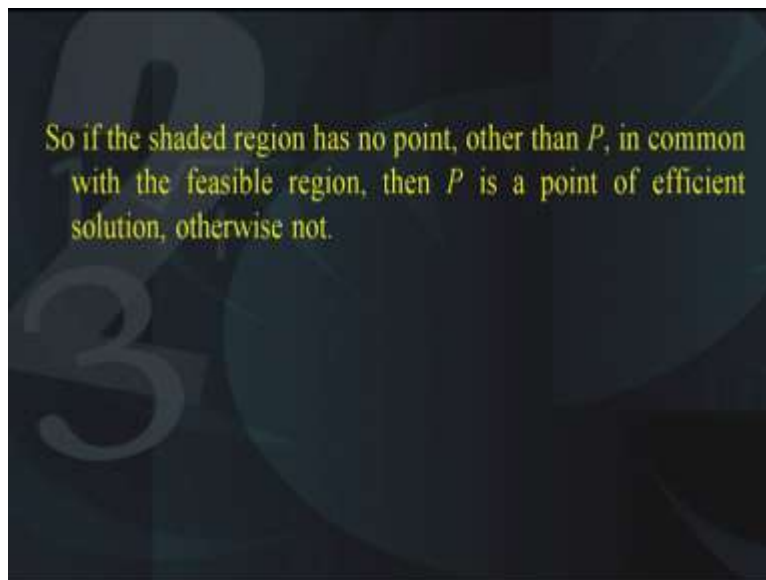 So if the shaded region has no point, other than P, in common
with the feasible region, then P is a point of efficient
solution, otherwise not.